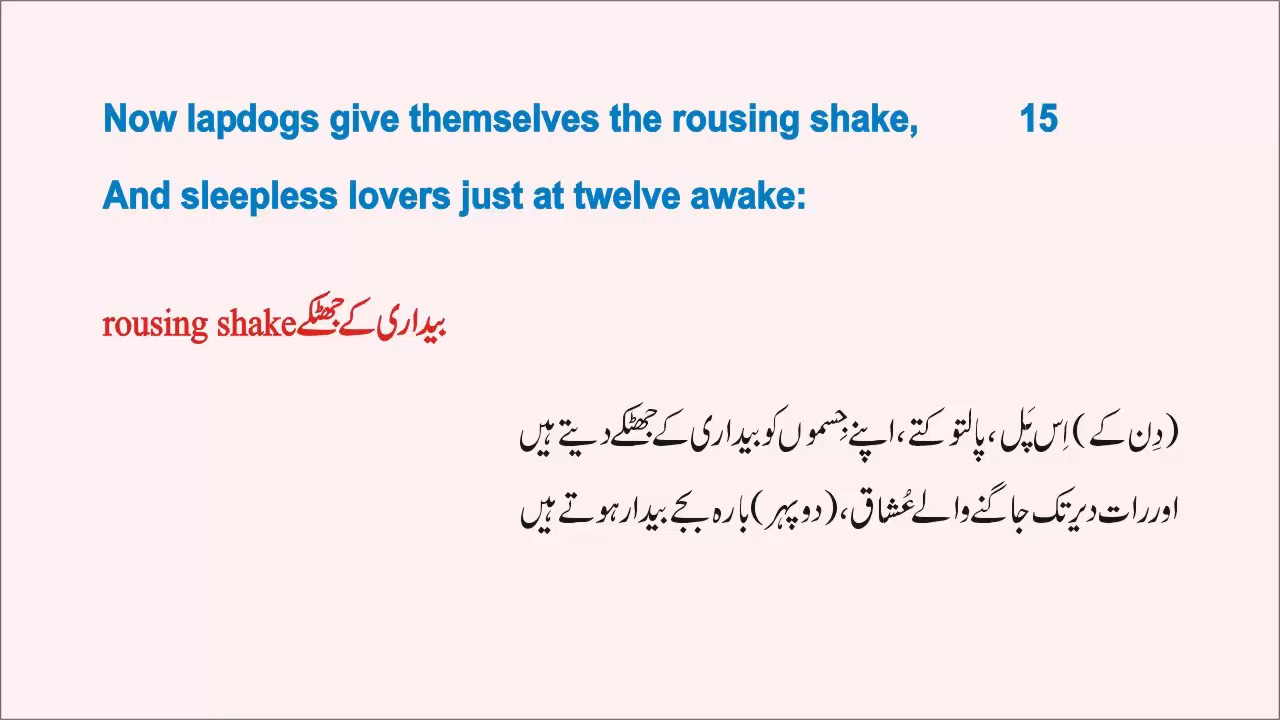 Now lapdogs give themselves the rousing shake, 15
And sleepless lovers just at twelve awake:
rousing shake بیداری کے جھٹکے
(دِن کے) اِس پَل، پالتو کتے، اپنے جِسموں کو بیداری کے جھٹکے دیتے ہیں
اور رات دیر تک جاگنے والے عُشاق، (دوپہر) بارہ بجے بیدار ہوتے ہیں